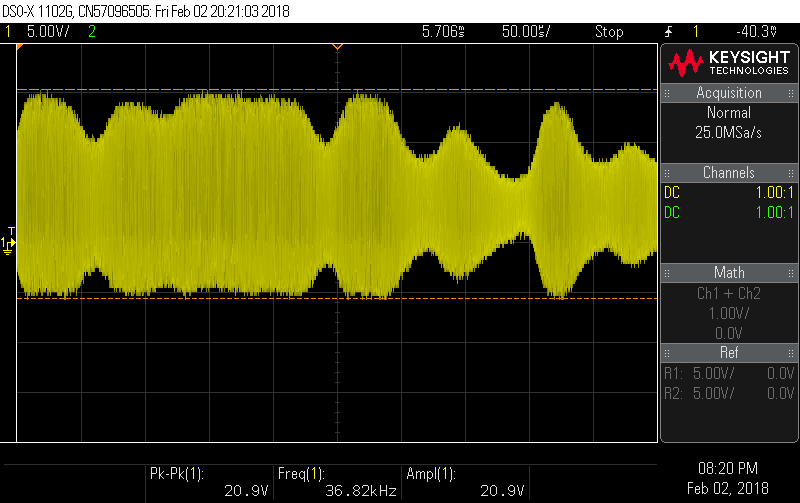 DSO-X 1102G, CN57096505: Fri Feb 02 20:21:03 2018
1 5.00V/ 2 5.706s 50.00s/ Stop 1 -40.3V
KEYSIGHT
TECHNOLOGIES
Acquisition
Normal
25.0MSa/s
Channels
DC 1.00:1
DC 1.00:1
T
1
Math
Ch1 + Ch2
1.00V/
0.0V
Ref
R1: 5.00V/ 0.0V
R2: 5.00V/ 0.0V
Pk-Pk(1): Freq(1): Ampl(1):
20.9V 36.82kHz 20.9V
08:20 PM
Feb 02, 2018